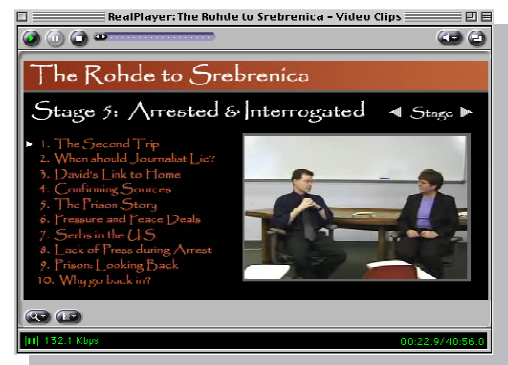 RealPlayer: The Rohde to Srebrenica - Video Clips
The Rohde to Srebrenica
Stage 5: Arrested & Interrogated
Stage
1. The Second Trip
2. When should Journalist Lie?
3. David's Link to Home
4. Confirming Sources
5. The Prison Story
6. Pressure and Peace Deals
7. Serbs in the U.S
8. Lack of Press during Arrest
9. Prison: Looking Back
10. Why go back in?
132.1 Kbps
00:22.9/40:56.0